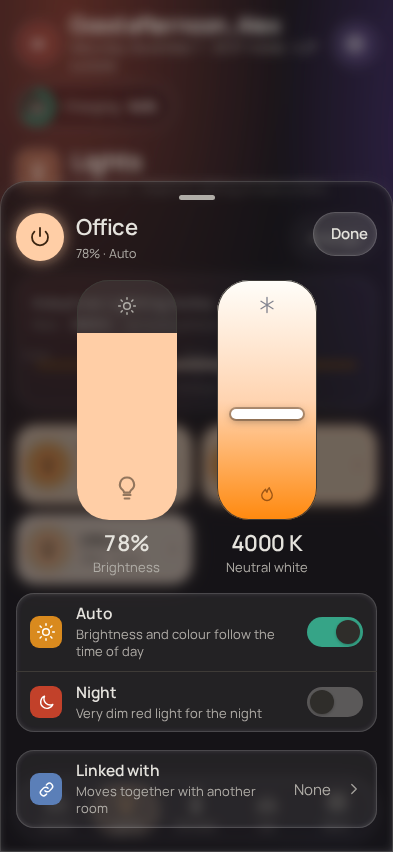 Office
Done
78% · Auto
78%
4000 K
Brightness
Neutral white
Auto
Brightness and colour follow the
time of day
Night
Very dim red light for the night
Linked with
Moves together with another
room
None